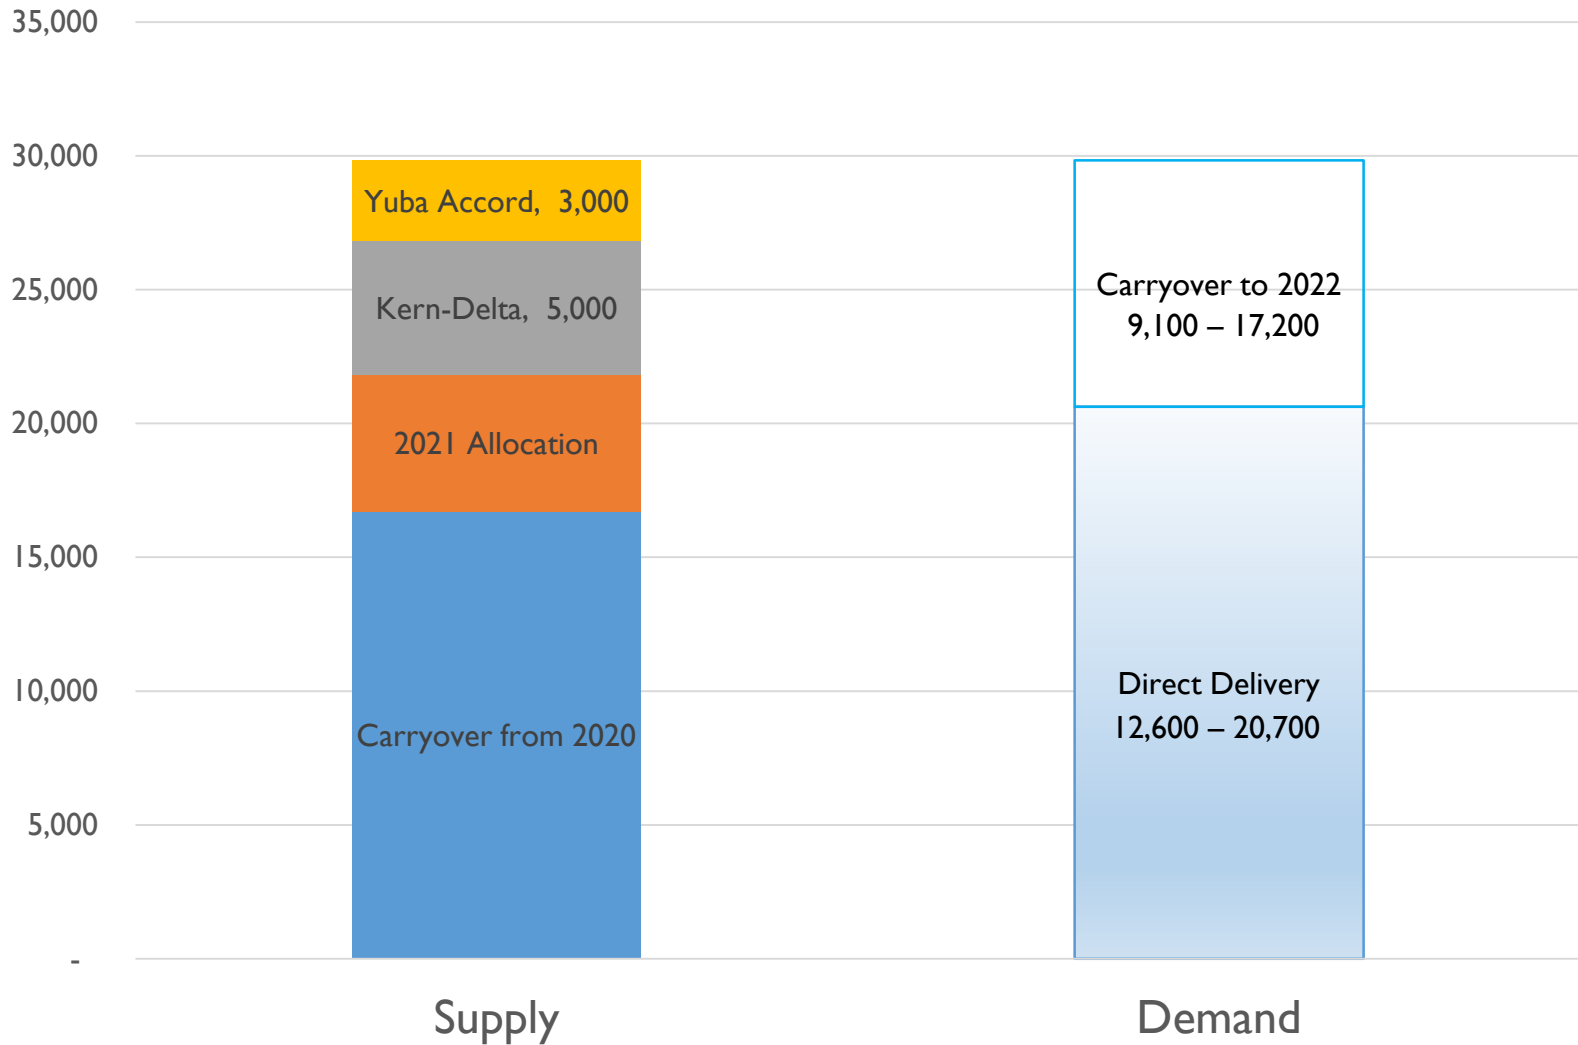 35,000
30,000
25,000
20,000
15,000
10,000
5,000
-
Yuba Accord, 3,000
Kern-Delta, 5,000
2021 Allocation
Carryover from 2020
Carryover to 2022
9,100 – 17,200
Direct Delivery
12,600 – 20,700
Supply
Demand